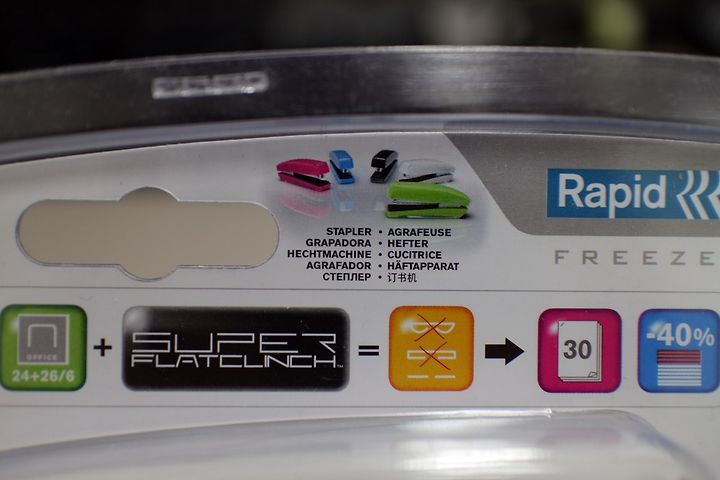 Rapid
FREEZE
STAPLER • AGRAFEUSE
GRAPADORA • HEFTER
HECHTMACHINE • CUCITRICE
AGRAFADOR • HÄFTAPPARAT
СТЕПЛЕР • 订书机
OFFICE
24+26/6
+
SUPER
FLATCLINCH™
=
30
-40%